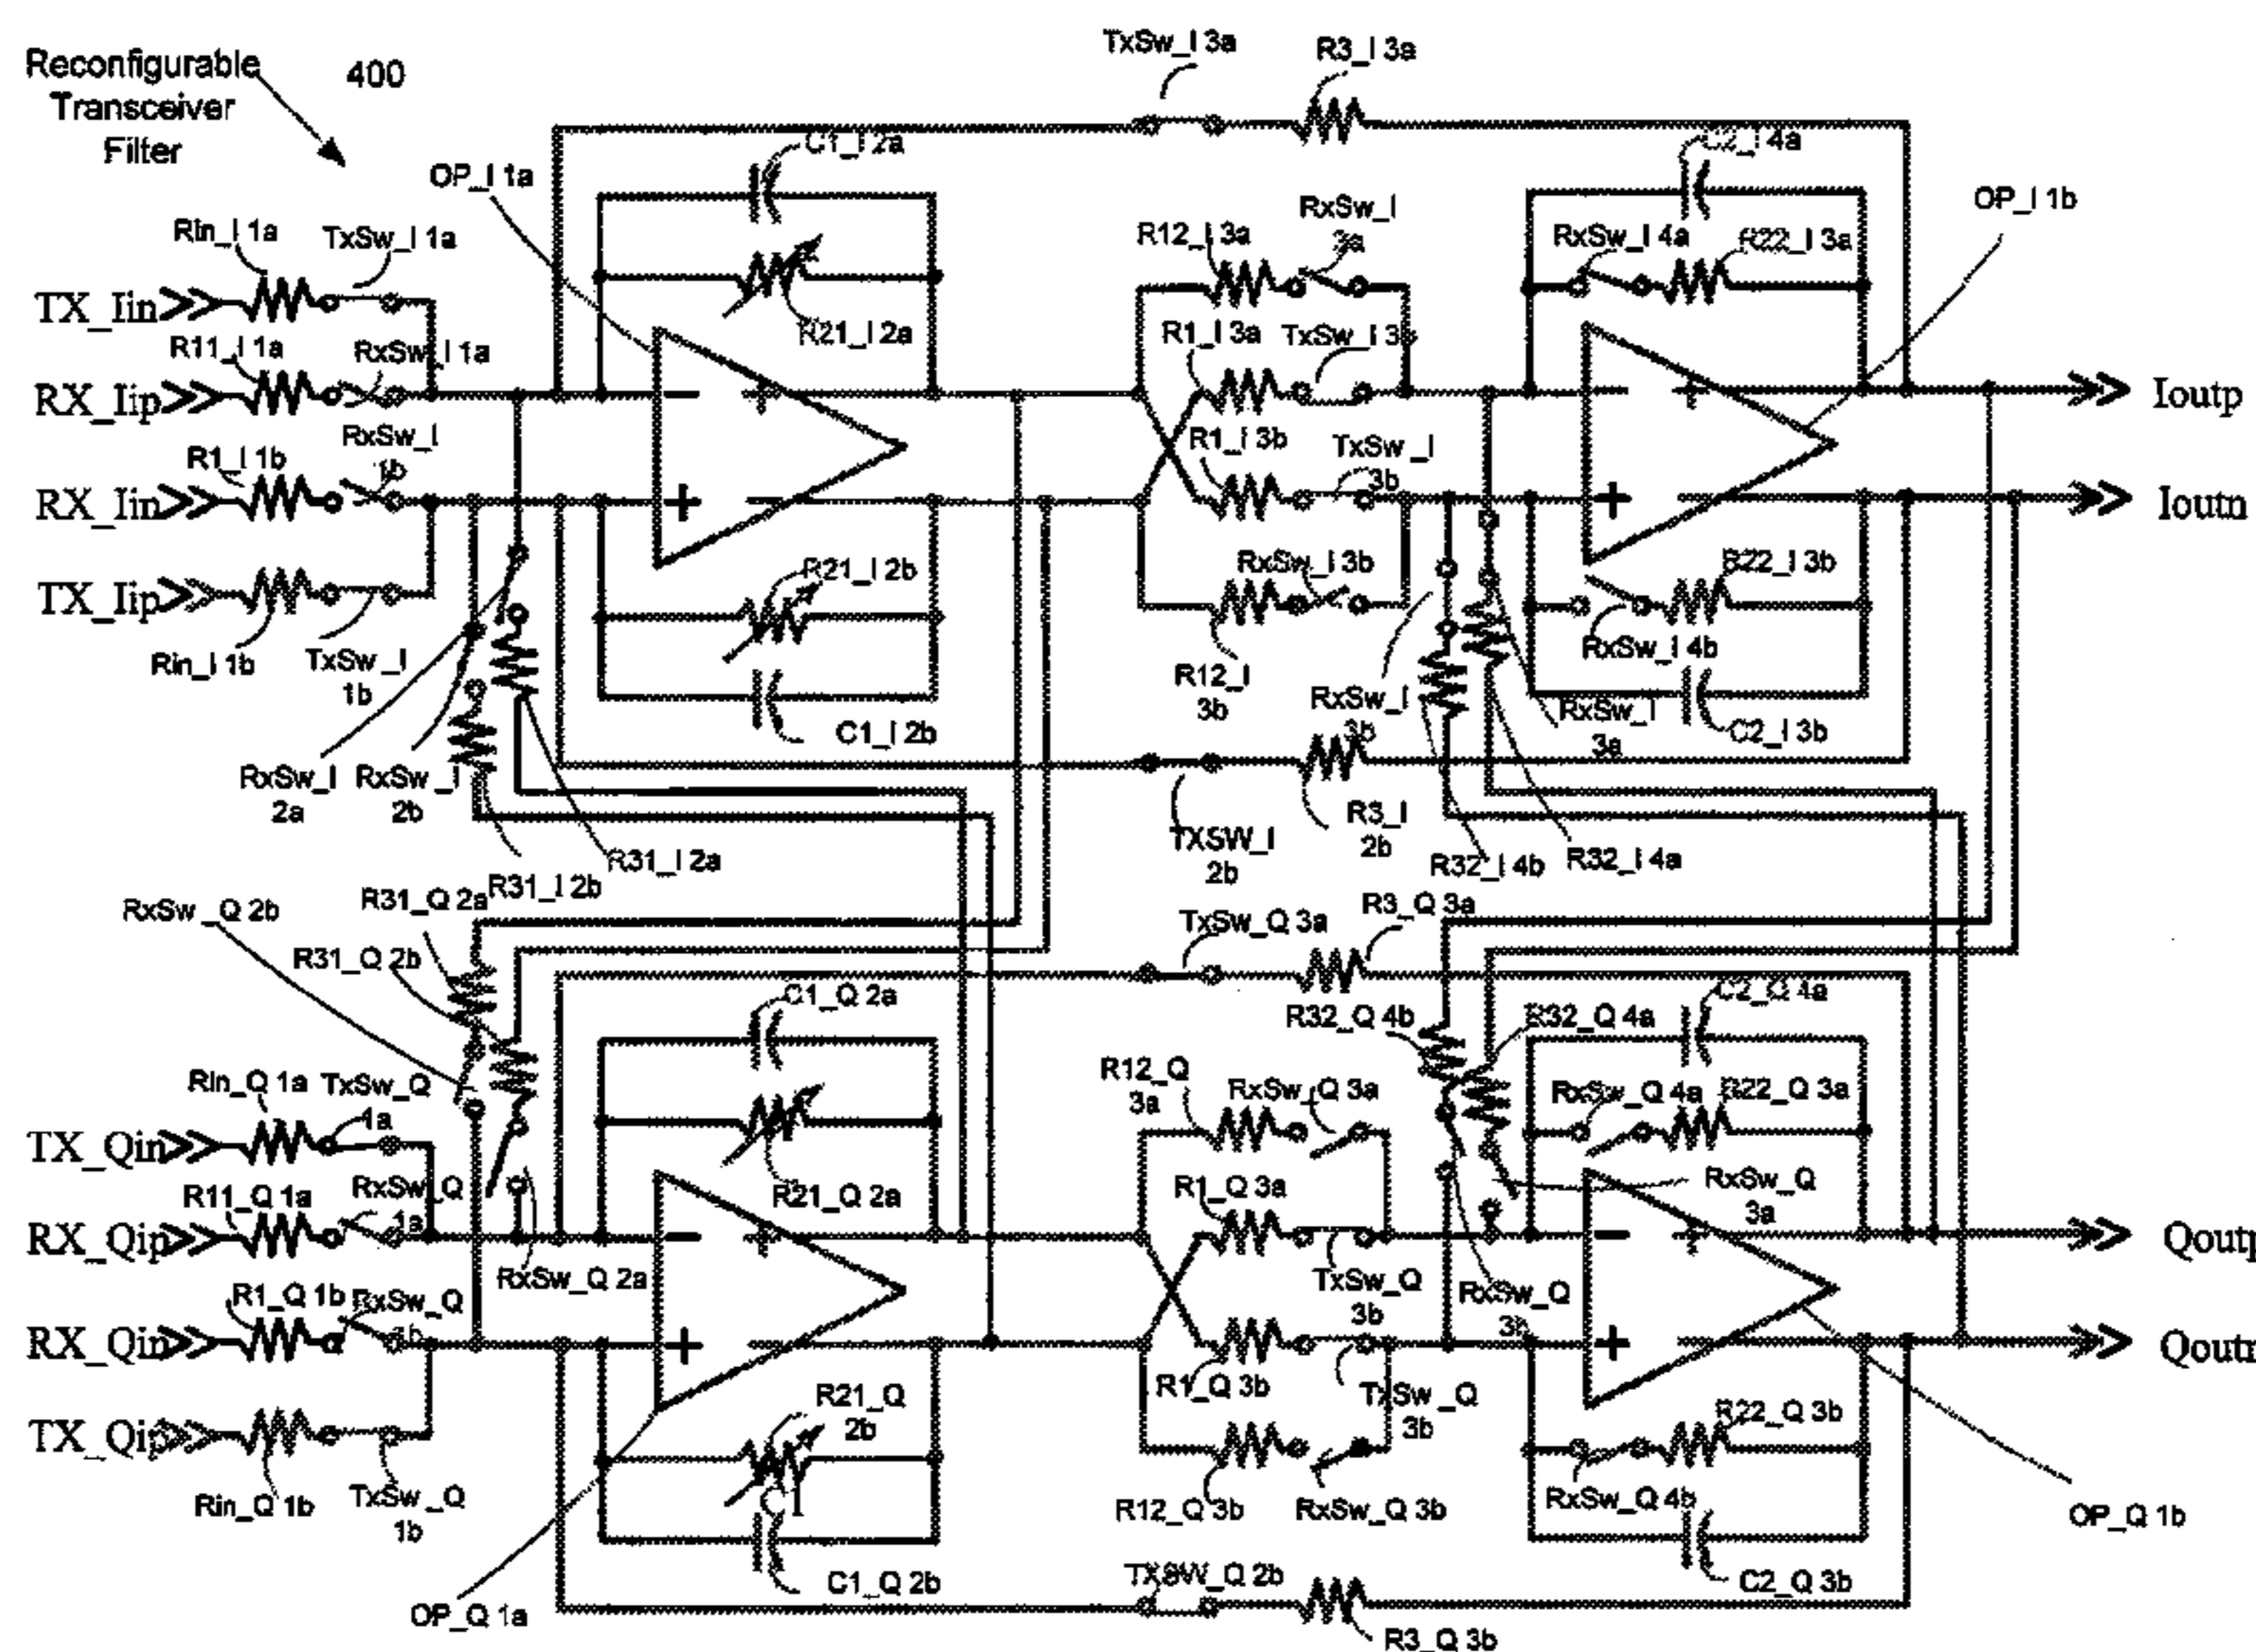 Reconfigurable
Transceiver
Filter
400
TxSw_I 3a
R3_I 3a
C1_I 2a
C2_I 4a
OP_I 1a
OP_I 1b
Rin_I 1a
TxSw_I 1a
R21_I 2a
R12_I 3a
RxSw_I
3a
RxSw_I 4a
R22_I 3a
TX_Iin
R11_I 1a
RxSw_I 1a
R1_I 3a
TxSw_I 3b
RX_Iip
Ioutp
R1_I 1b
RxSw_I
1b
R1_I 3b
TxSw_I
3b
RX_Iin
Ioutn
R21_I 2b
RxSw_I 3b
R22_I 3b
TX_Iip
Rin_I 1b
TxSw_I
1b
R12_I
3b
RxSw_I
3b
RxSw_I 4b
RxSw_I
3a
C1_I 2b
C2_I 3b
RxSw_I
2a
RxSw_I
2b
TXSW_I
2b
R3_I
2b
R31_I 2a
R31_I 2b
R32_I 4b
R32_I 4a
RxSw_Q 2b
R31_Q 2a
R31_Q 2b
TxSw_Q 3a
R3_Q 3a
C1_Q 2a
C2_Q 4a
R32_Q 4b
R32_Q 4a
Rin_Q 1a
TxSw_Q
1a
R12_Q
3a
RxSw_Q 3a
RxSw_Q 4a
R22_Q 3a
TX_Qin
R11_Q 1a
RxSw_Q
1a
R21_Q 2a
R1_Q 3a
RxSw_Q
3a
RX_Qip
Qoutp
RxSw_Q 2a
TxSw_Q
3b
RxSw_Q
3b
R1_Q 1b
RxSw_Q
1b
RX_Qin
Qoutn
R1_Q 3b
TxSw_Q
3b
R21_Q
2b
R22_Q 3b
TX_Qip
Rin_Q 1b
TxSw_Q
1b
C1
R12_Q 3b
RxSw_Q 3b
RxSw_Q 4b
OP_Q 1b
C1_Q 2b
TXSW_Q 2b
C2_Q 3b
OP_Q 1a
R3_Q 3b